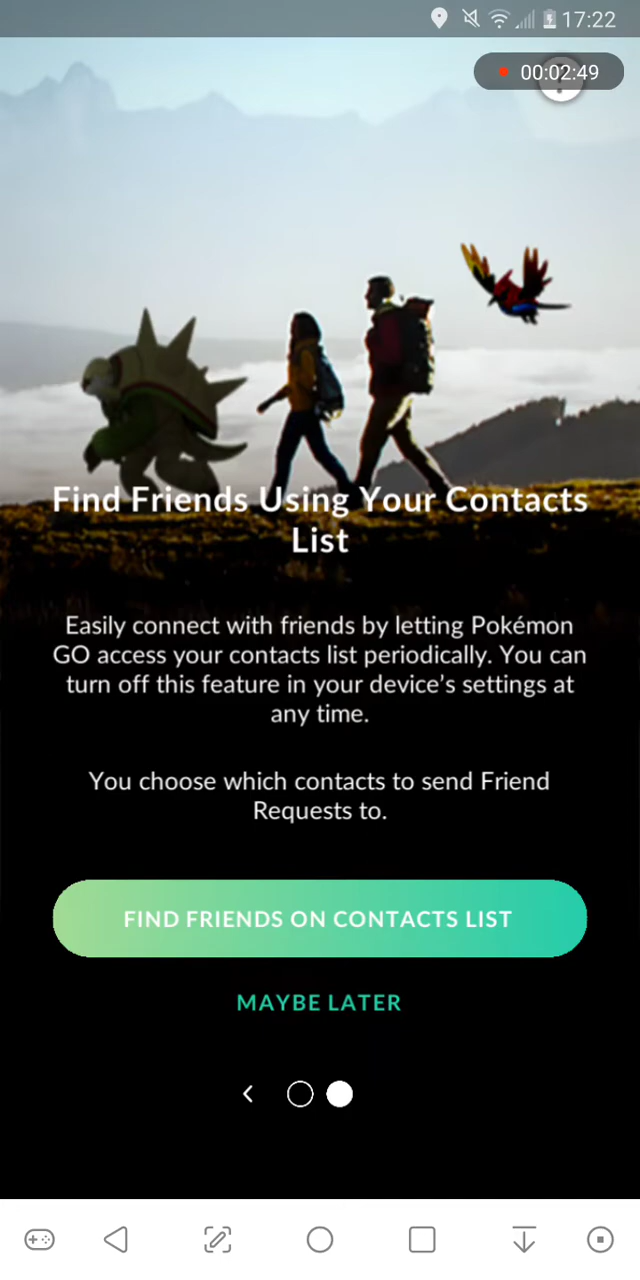 17:22
00:02:49
Find Friends Using Your Contacts
List
Easily connect with friends by letting Pokémon
GO access your contacts list periodically. You can
turn off this feature in your device's settings at
any time.
You choose which contacts to send Friend
Requests to.
FIND FRIENDS ON CONTACTS LIST
MAYBE LATER